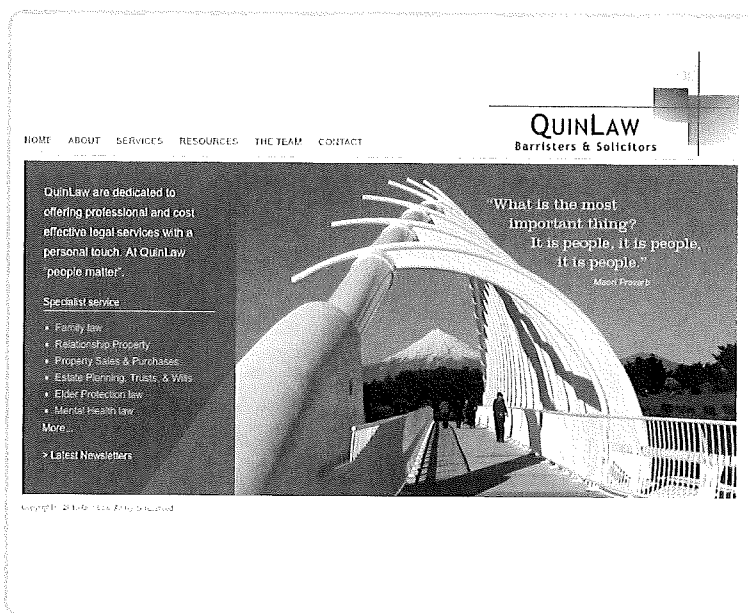 QUINLAW
Barristers & Solicitors
HOME ABOUT SERVICES RESOURCES THE TEAM CONTACT
QuinLaw are dedicated to
offering professional and cost
effective legal services with a
personal touch. At QuinLaw
"people matter".
Specialist service
Family law
Relationship Property
Property Sales & Purchases
Estate Planning, Trusts, & Wills
Elder Protection law
Mental Health law
More...
> Latest Newsletters
"What is the most
important thing?
It is people, it is people,
it is people."
Maori Proverb
Copyright